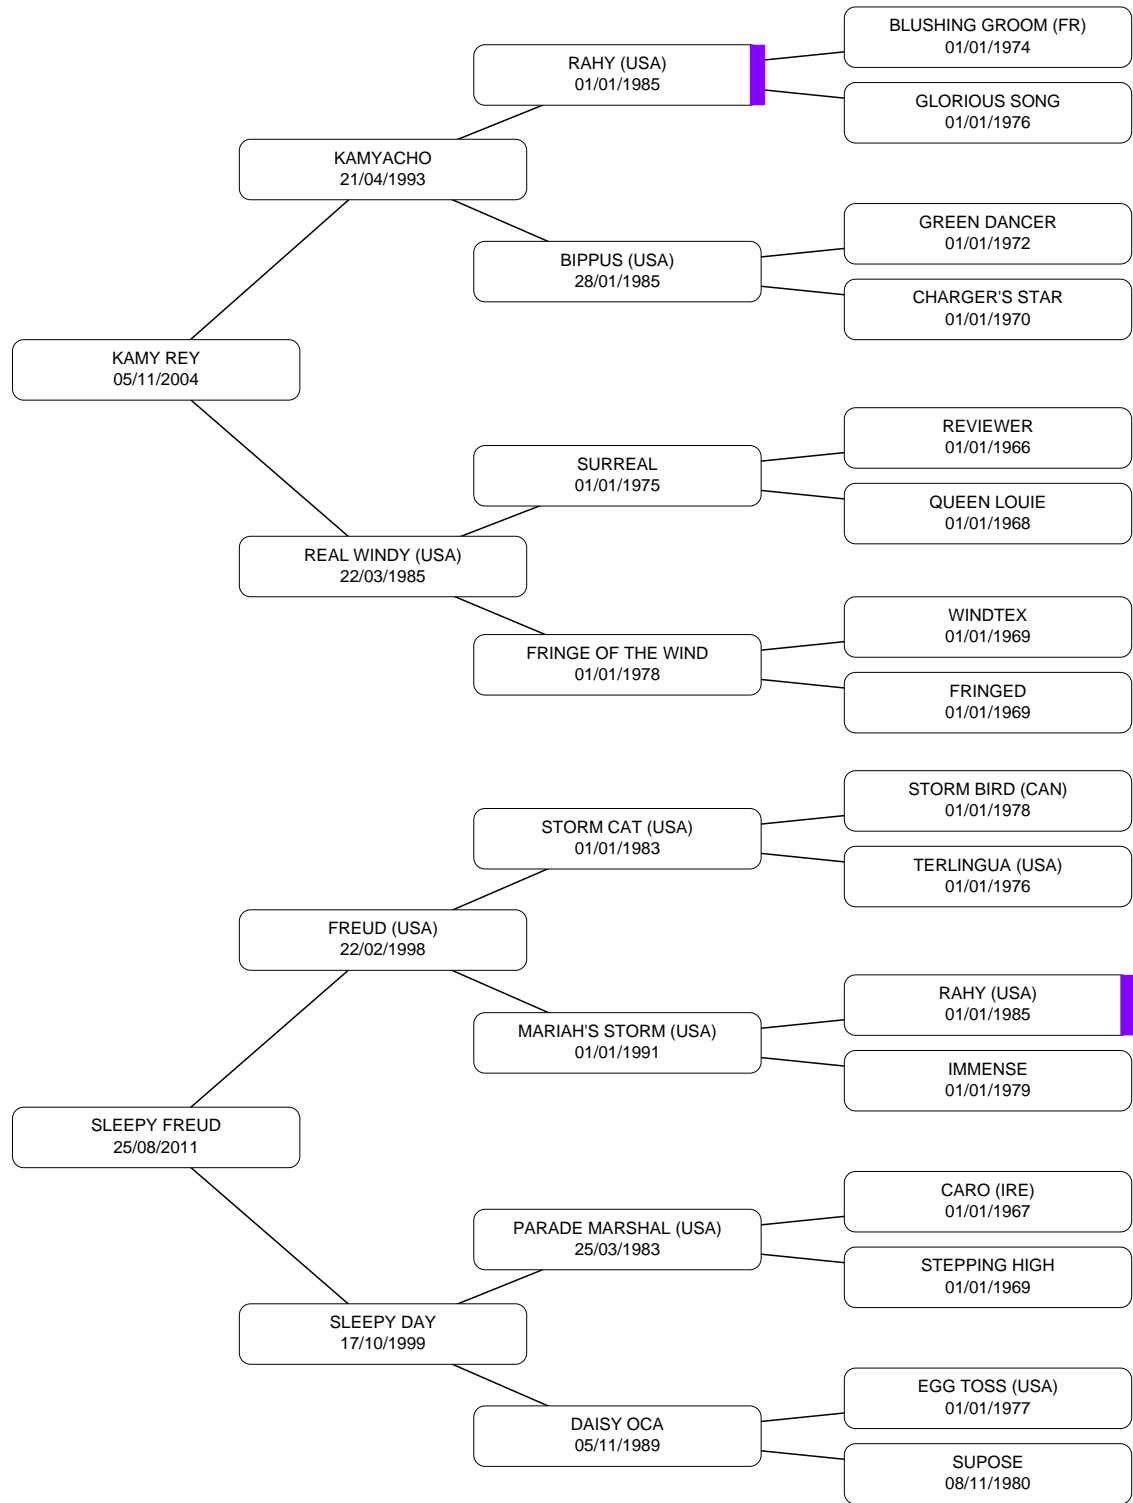 BLUSHING GROOM (FR)
01/01/1974
RAHY (USA)
01/01/1985
GLORIOUS SONG
01/01/1976
KAMYACHO
21/04/1993
GREEN DANCER
01/01/1972
BIPPUS (USA)
28/01/1985
CHARGER'S STAR
01/01/1970
KAMY REY
05/11/2004
REVIEWER
01/01/1966
SURREAL
01/01/1975
QUEEN LOUIE
01/01/1968
REAL WINDY (USA)
22/03/1985
WINDTEX
01/01/1969
FRINGE OF THE WIND
01/01/1978
FRINGED
01/01/1969
STORM BIRD (CAN)
01/01/1978
STORM CAT (USA)
01/01/1983
TERLINGUA (USA)
01/01/1976
FREUD (USA)
22/02/1998
RAHY (USA)
01/01/1985
MARIAH'S STORM (USA)
01/01/1991
IMMENSE
01/01/1979
SLEEPY FREUD
25/08/2011
CARO (IRE)
01/01/1967
PARADE MARSHAL (USA)
25/03/1983
STEPPING HIGH
01/01/1969
SLEEPY DAY
17/10/1999
EGG TOSS (USA)
01/01/1977
DAISY OCA
05/11/1989
SUPOSE
08/11/1980